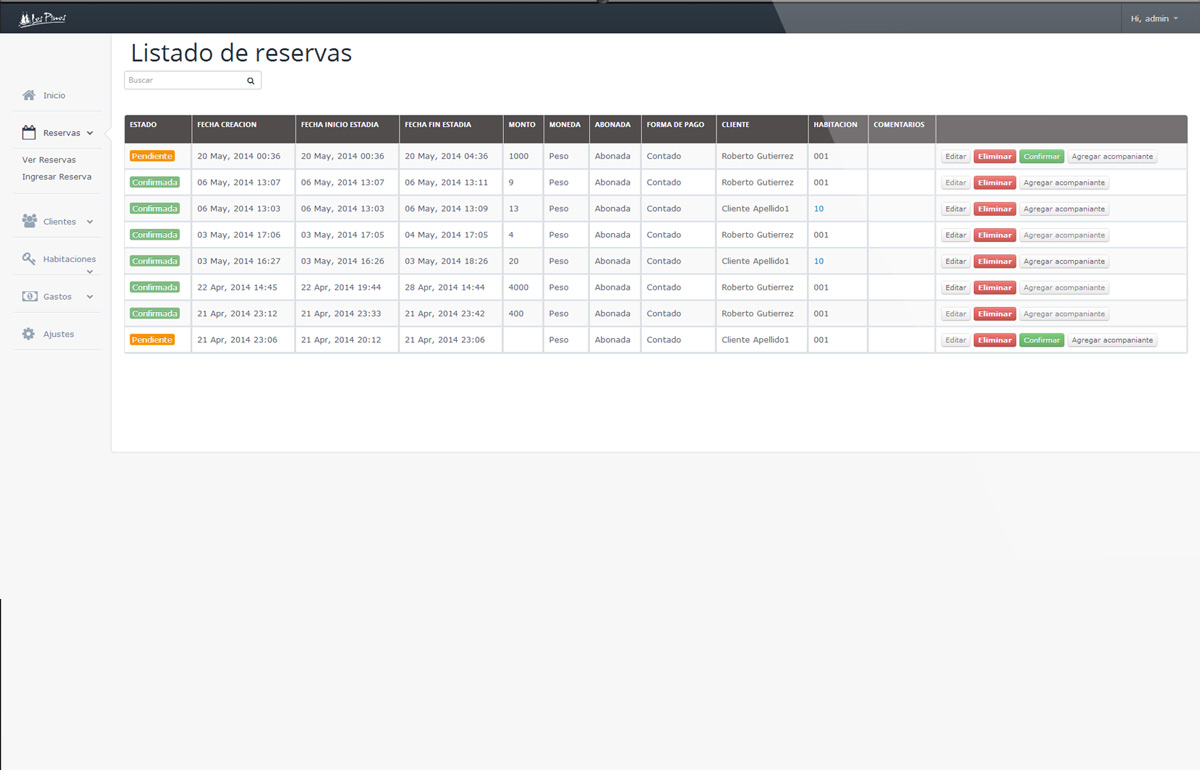 Los Pinos
Hi, admin
Listado de reservas
Buscar
Inicio
Reservas
Ver Reservas
Ingresar Reserva
Clientes
Habitaciones
Gastos
Ajustes
ESTADO FECHA CREACION FECHA INICIO ESTADIA FECHA FIN ESTADIA MONTO MONEDA ABONADA FORMA DE PAGO CLIENTE HABITACION COMENTARIOS
Pendiente 20 May, 2014 00:36 20 May, 2014 00:36 20 May, 2014 04:36 1000 Peso Abonada Contado Roberto Gutierrez 001 Editar Eliminar Confirmar Agregar acompaniante
Confirmada 06 May, 2014 13:07 06 May, 2014 13:07 06 May, 2014 13:11 9 Peso Abonada Contado Roberto Gutierrez 001 Editar Eliminar Agregar acompaniante
Confirmada 06 May, 2014 13:03 06 May, 2014 13:03 06 May, 2014 13:09 13 Peso Abonada Contado Cliente Apellido1 10 Editar Eliminar Agregar acompaniante
Confirmada 03 May, 2014 17:06 03 May, 2014 17:05 04 May, 2014 17:05 4 Peso Abonada Contado Roberto Gutierrez 001 Editar Eliminar Agregar acompaniante
Confirmada 03 May, 2014 16:27 03 May, 2014 16:26 03 May, 2014 18:26 20 Peso Abonada Contado Cliente Apellido1 10 Editar Eliminar Agregar acompaniante
Confirmada 22 Apr, 2014 14:45 22 Apr, 2014 19:44 28 Apr, 2014 14:44 4000 Peso Abonada Contado Roberto Gutierrez 001 Editar Eliminar Agregar acompaniante
Confirmada 21 Apr, 2014 23:12 21 Apr, 2014 23:33 21 Apr, 2014 23:42 400 Peso Abonada Contado Roberto Gutierrez 001 Editar Eliminar Agregar acompaniante
Pendiente 21 Apr, 2014 23:06 21 Apr, 2014 20:12 21 Apr, 2014 23:06 Peso Abonada Contado Cliente Apellido1 001 Editar Eliminar Confirmar Agregar acompaniante